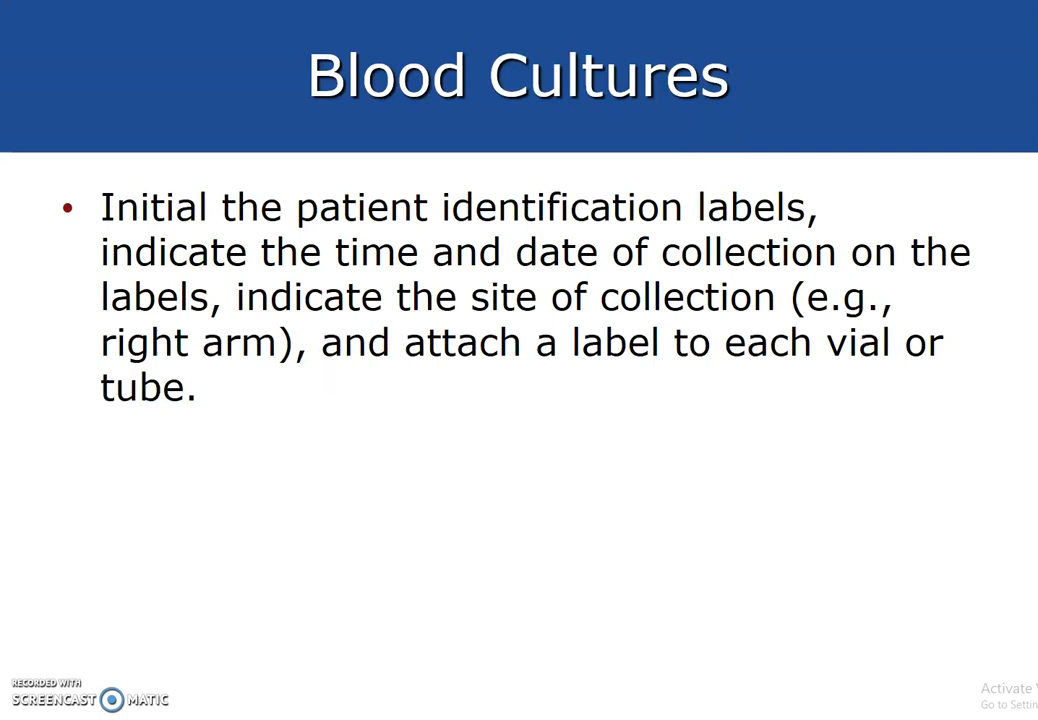 Blood Cultures
• Initial the patient identification labels,
indicate the time and date of collection on the
labels, indicate the site of collection (e.g.,
right arm), and attach a label to each vial or
tube.
RECORDED WITH
SCREENCAST MATIC
Activate
Go to Settin